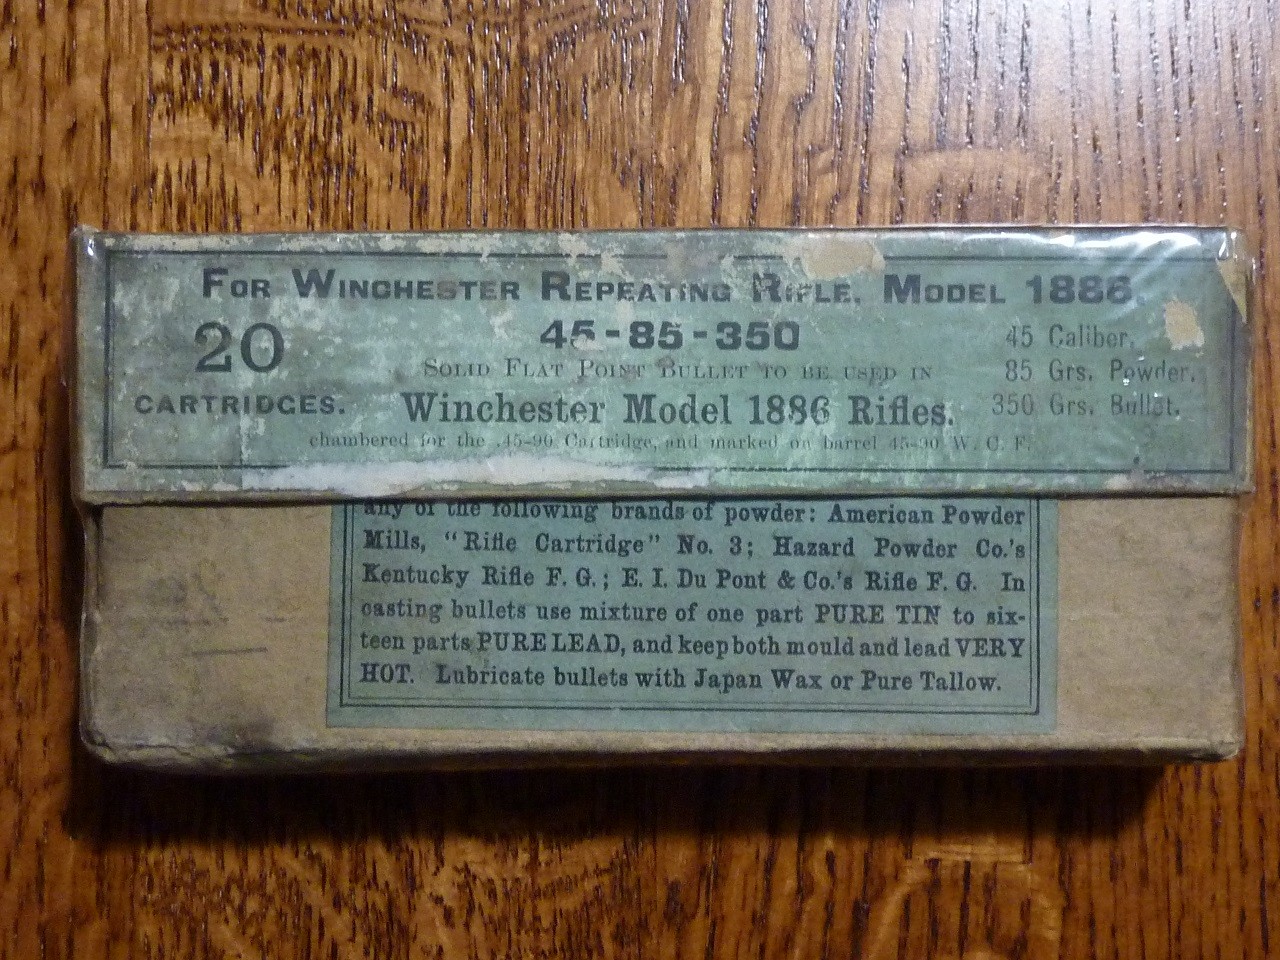 FOR WINCHESTER REPEATING RIFLE, MODEL 1886.
20
CARTRIDGES.
45-85-350
SOLID FLAT POINT BULLET TO BE USED IN
Winchester Model 1886 Rifles.
chambered for the .45-90 Cartridge, and marked on barrel 45-90 W. C. F.
45 Caliber.
85 Grs. Powder.
350 Grs. Bullet.
any of the following brands of powder: American Powder
Mills, "Rifle Cartridge" No. 3; Hazard Powder Co.'s
Kentucky Rifle F. G.; E. I. Du Pont & Co.'s Rifle F. G. In
casting bullets use mixture of one part PURE TIN to six-
teen parts PURE LEAD, and keep both mould and lead VERY
HOT. Lubricate bullets with Japan Wax or Pure Tallow.